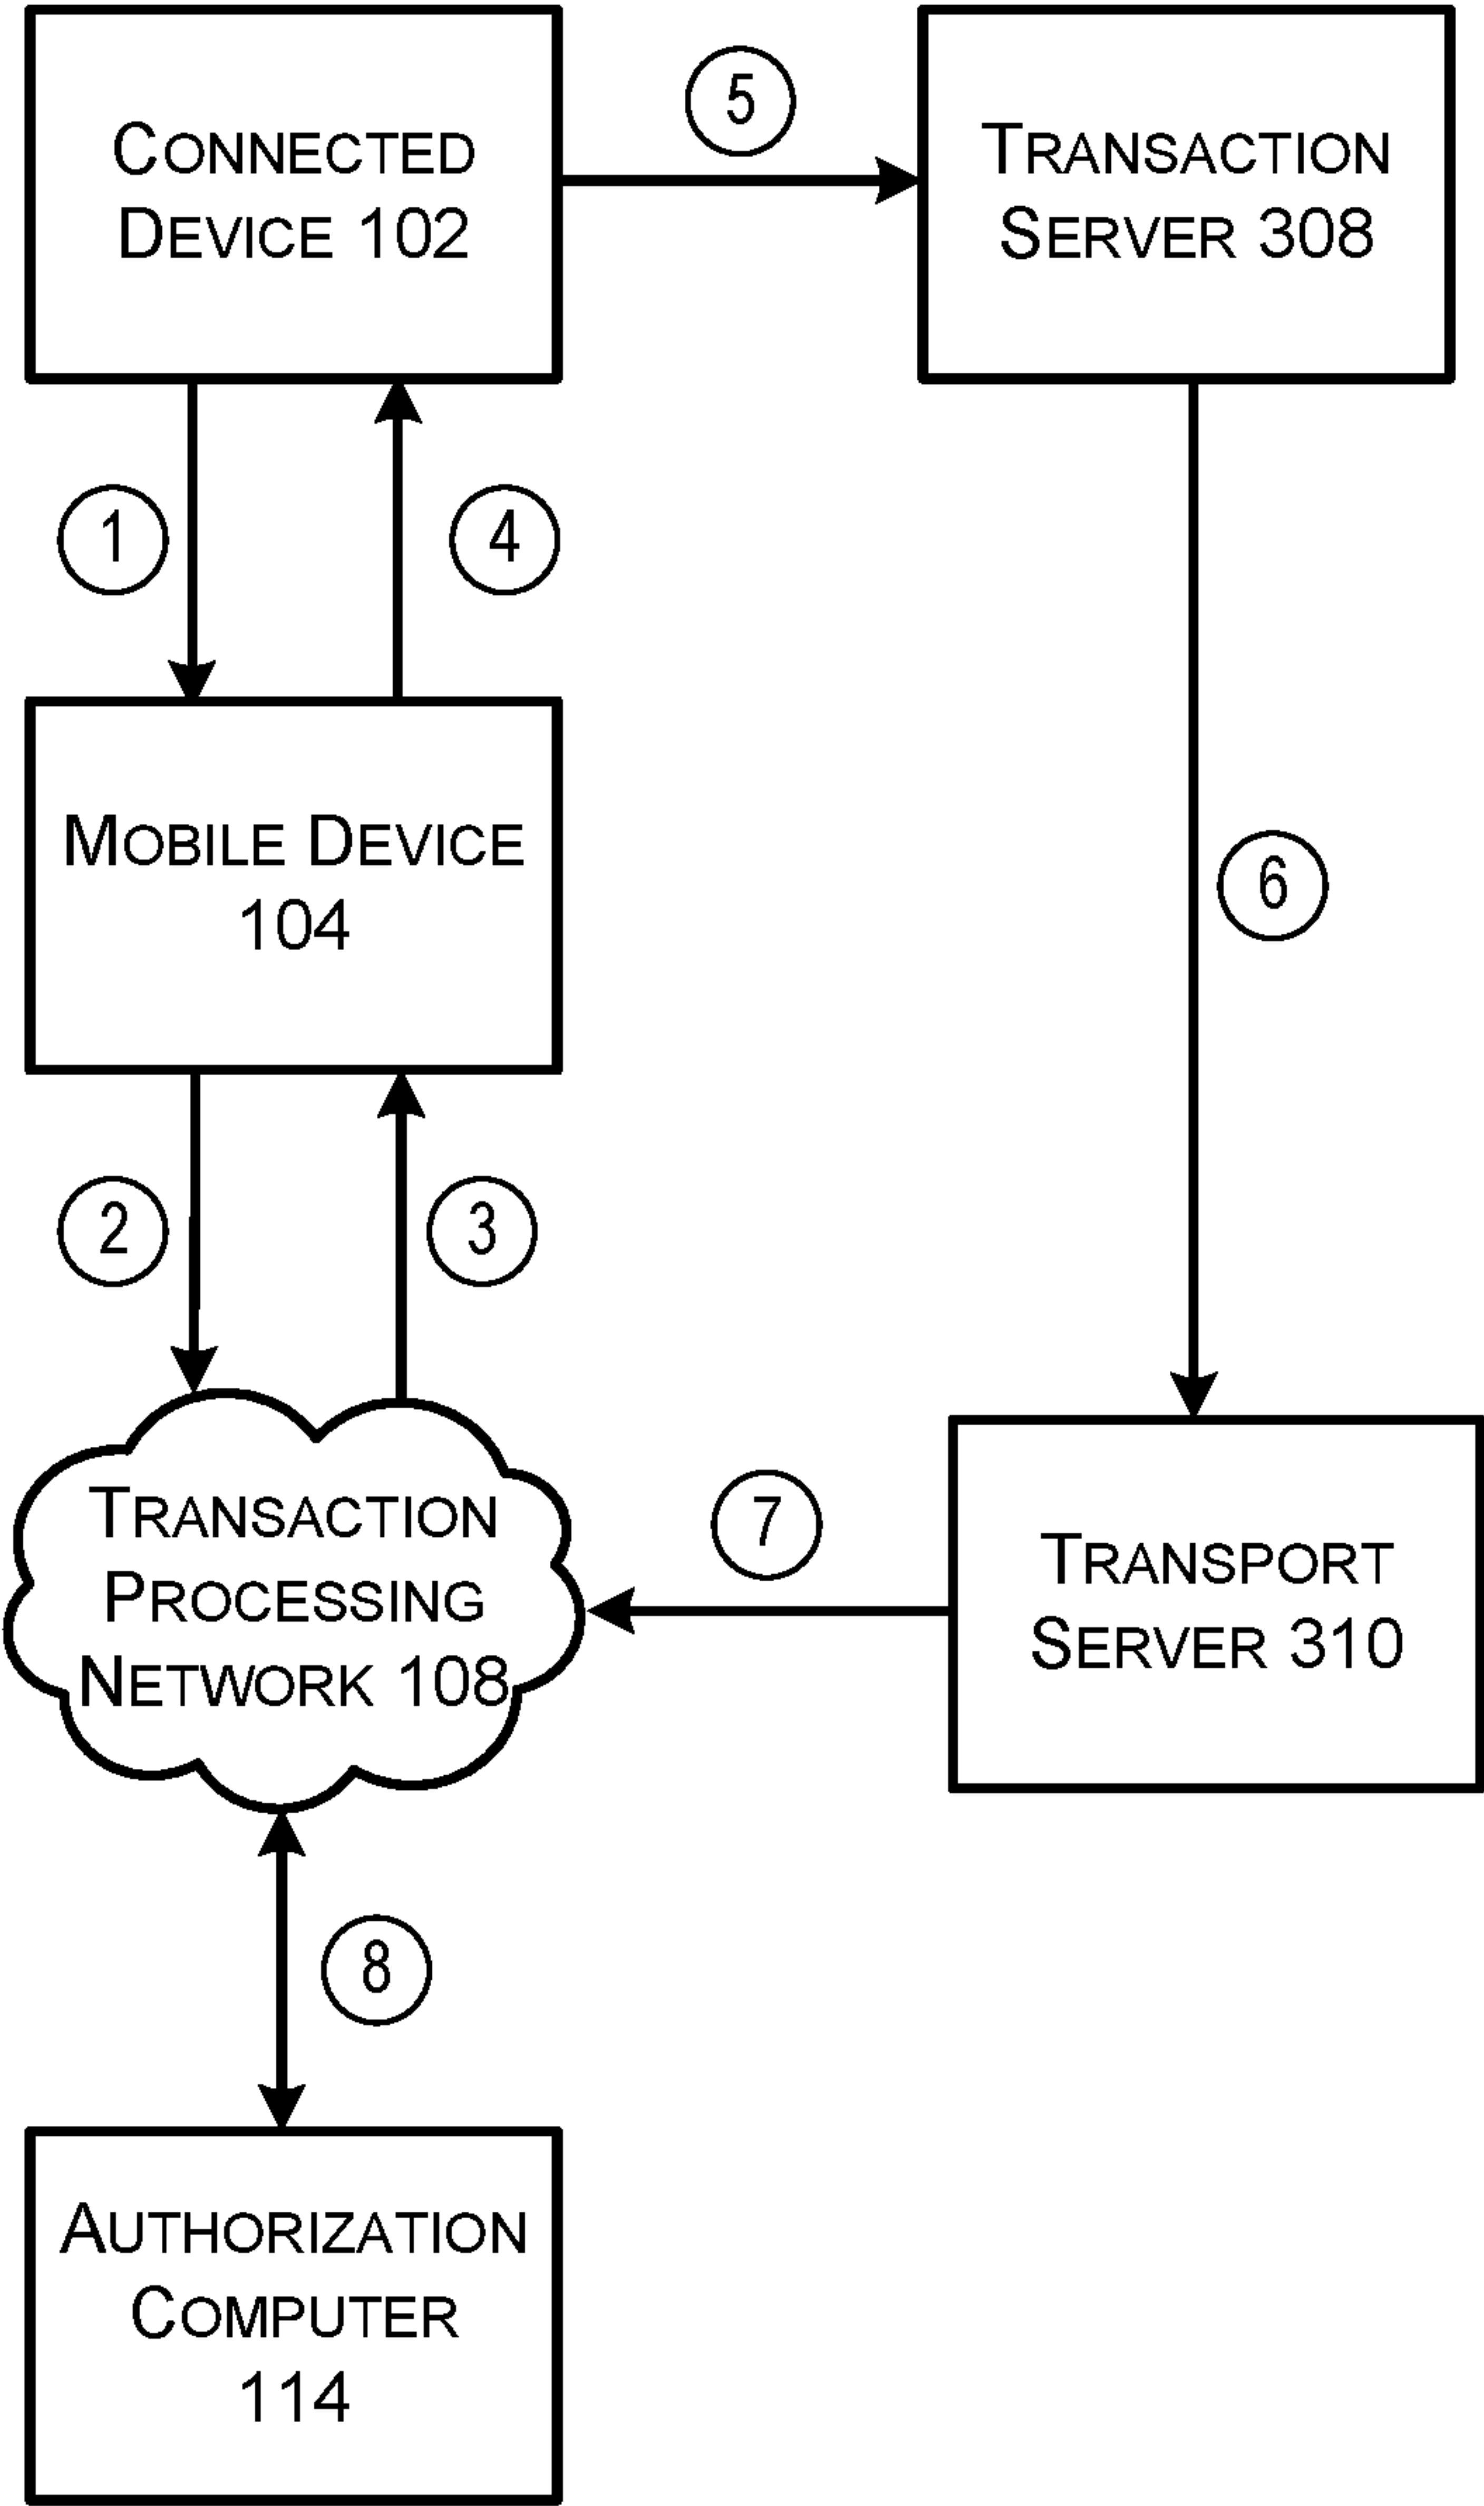 CONNECTED
DEVICE 102
5
TRANSACTION
SERVER 308
1
4
MOBILE DEVICE
104
6
2
3
TRANSACTION
PROCESSING
NETWORK 108
7
TRANSPORT
SERVER 310
8
AUTHORIZATION
COMPUTER
114